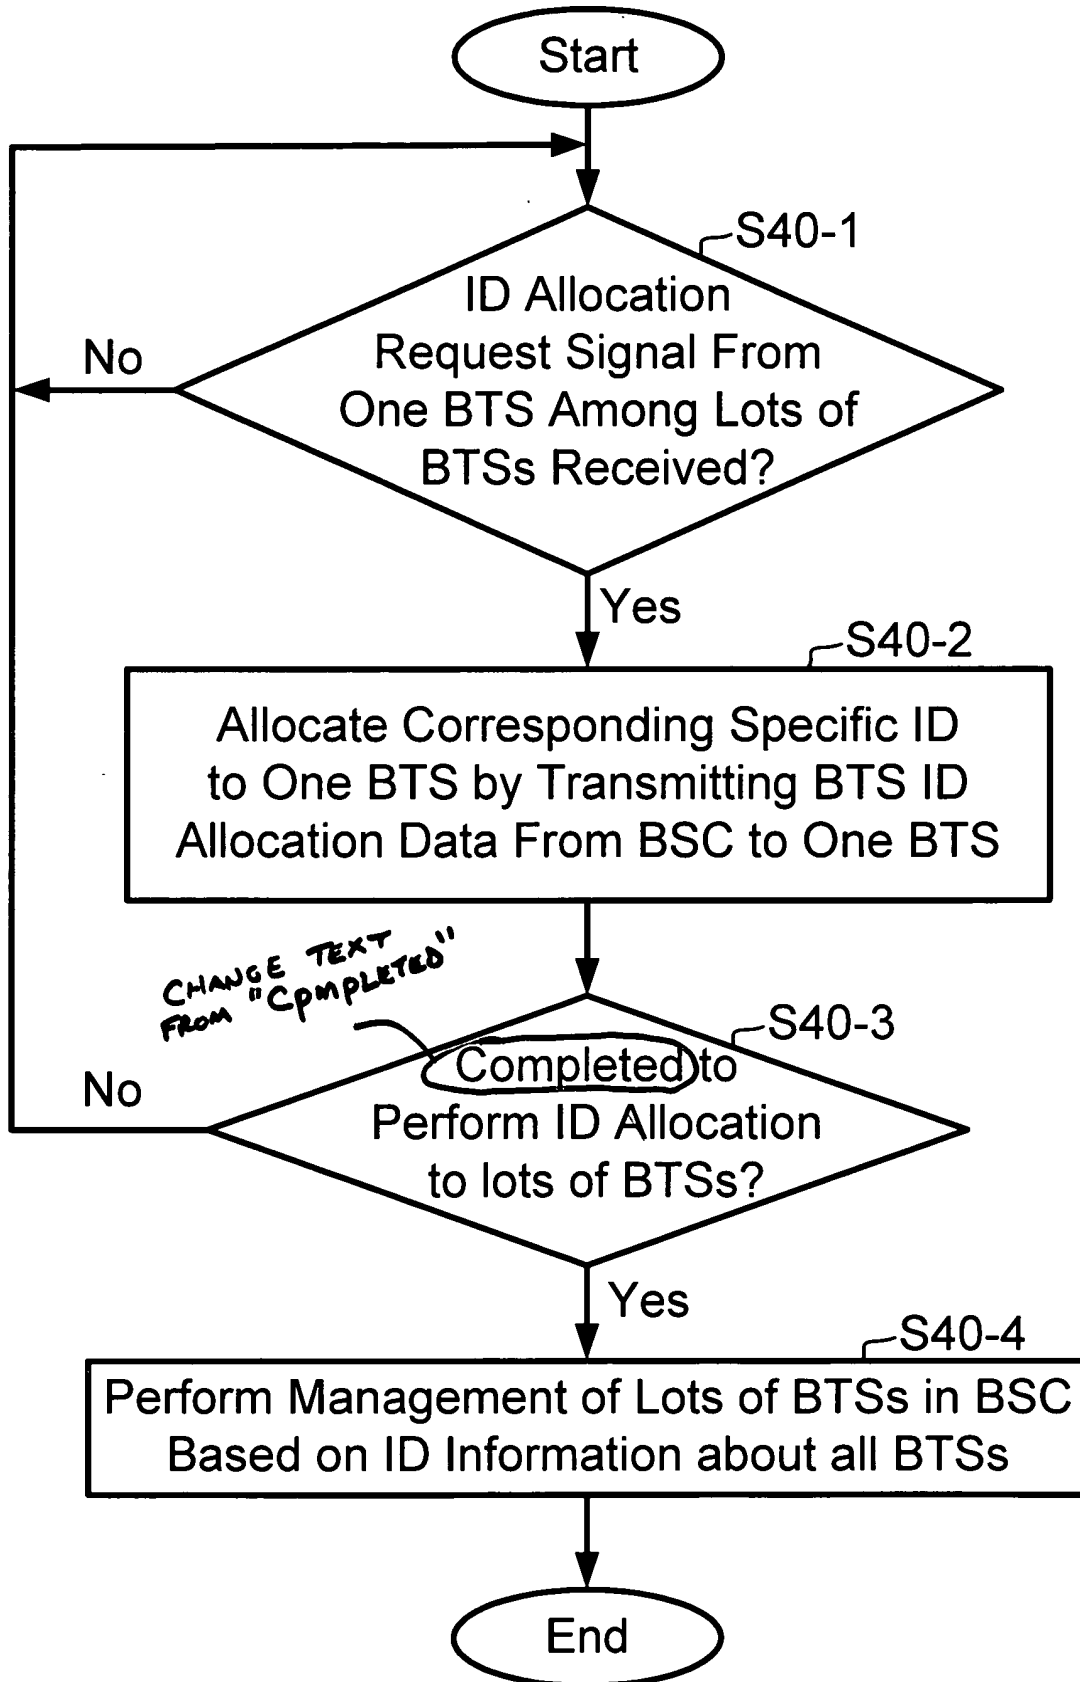 Start
S40-1
ID Allocation
Request Signal From
One BTS Among Lots of
BTSs Received?
No
Yes
S40-2
Allocate Corresponding Specific ID
to One BTS by Transmitting BTS ID
Allocation Data From BSC to One BTS
CHANGE TEXT
FROM "CPMPLETED"
S40-3
Completed to
Perform ID Allocation
to lots of BTSs?
No
Yes
S40-4
Perform Management of Lots of BTSs in BSC
Based on ID Information about all BTSs
End